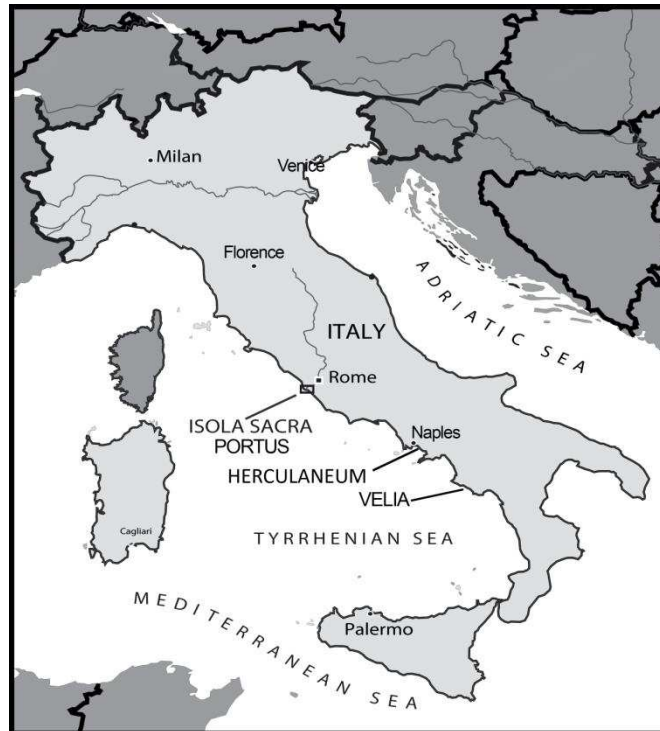 Milan
Venice
Florence
ADRIATIC SEA
ITALY
Rome
ISOLA SACRA
PORTUS
Naples
HERCULANEUM
VELIA
Cagliari
TYRRHENIAN SEA
MEDITERRANEAN SEA
Palermo